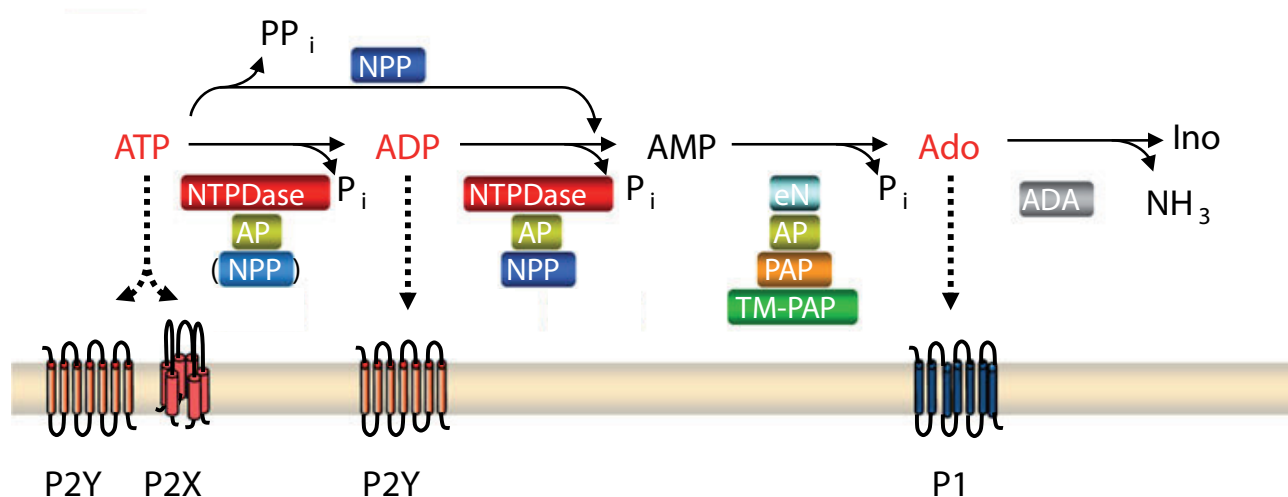 PP i
NPP
ATP
ADP
AMP
Ado
Ino
NTPDase
P i
NTPDase
P i
eN
P i
ADA
NH 3
AP
AP
AP
(NPP)
NPP
PAP
TM-PAP
P2Y
P2X
P2Y
P1